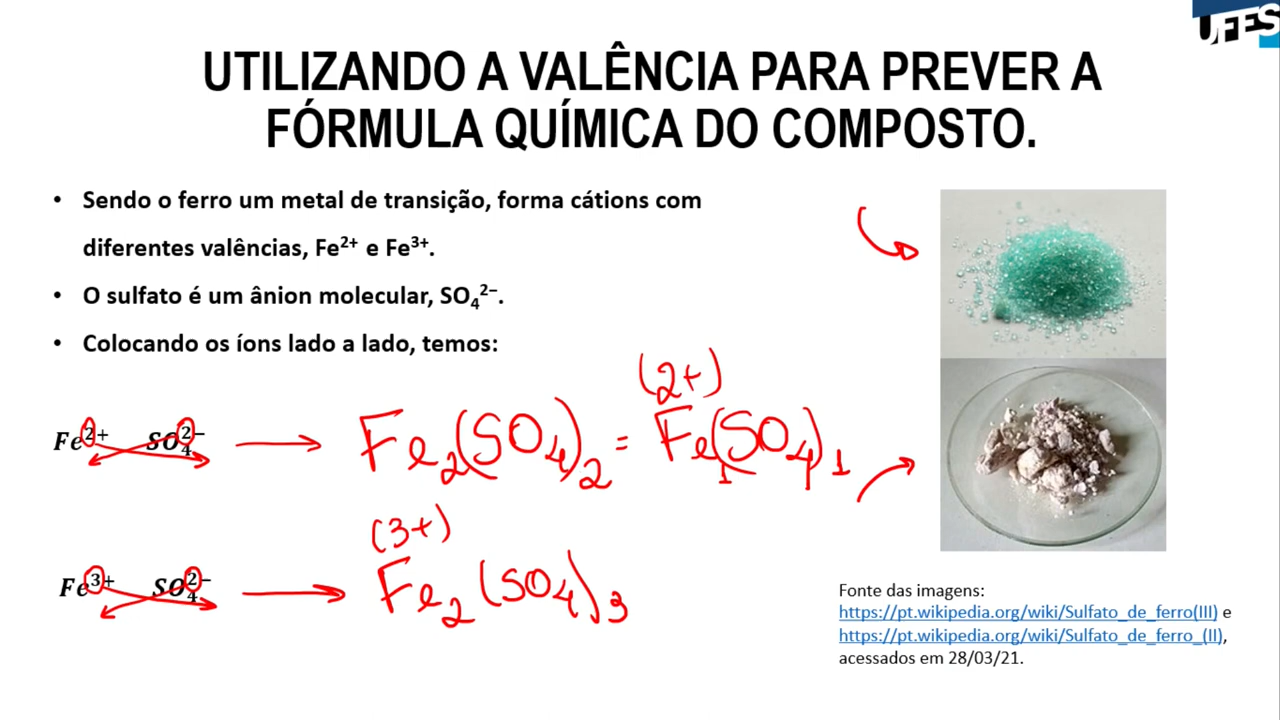 UFES
UTILIZANDO A VALÊNCIA PARA PREVER A
FÓRMULA QUÍMICA DO COMPOSTO.
• Sendo o ferro um metal de transição, forma cátions com
diferentes valências, Fe²⁺ e Fe³⁺.
• O sulfato é um ânion molecular, SO₄²⁻.
• Colocando os íons lado a lado, temos:
(2+)
Fe²⁺ SO₄²⁻ → Fe₂(SO₄)₂ = Fe₁(SO₄)₁
(3+)
Fe³⁺ SO₄²⁻ → Fe₂(SO₄)₃
Fonte das imagens:
https://pt.wikipedia.org/wiki/Sulfato_de_ferro(III) e
https://pt.wikipedia.org/wiki/Sulfato_de_ferro_(II),
acessados em 28/03/21.